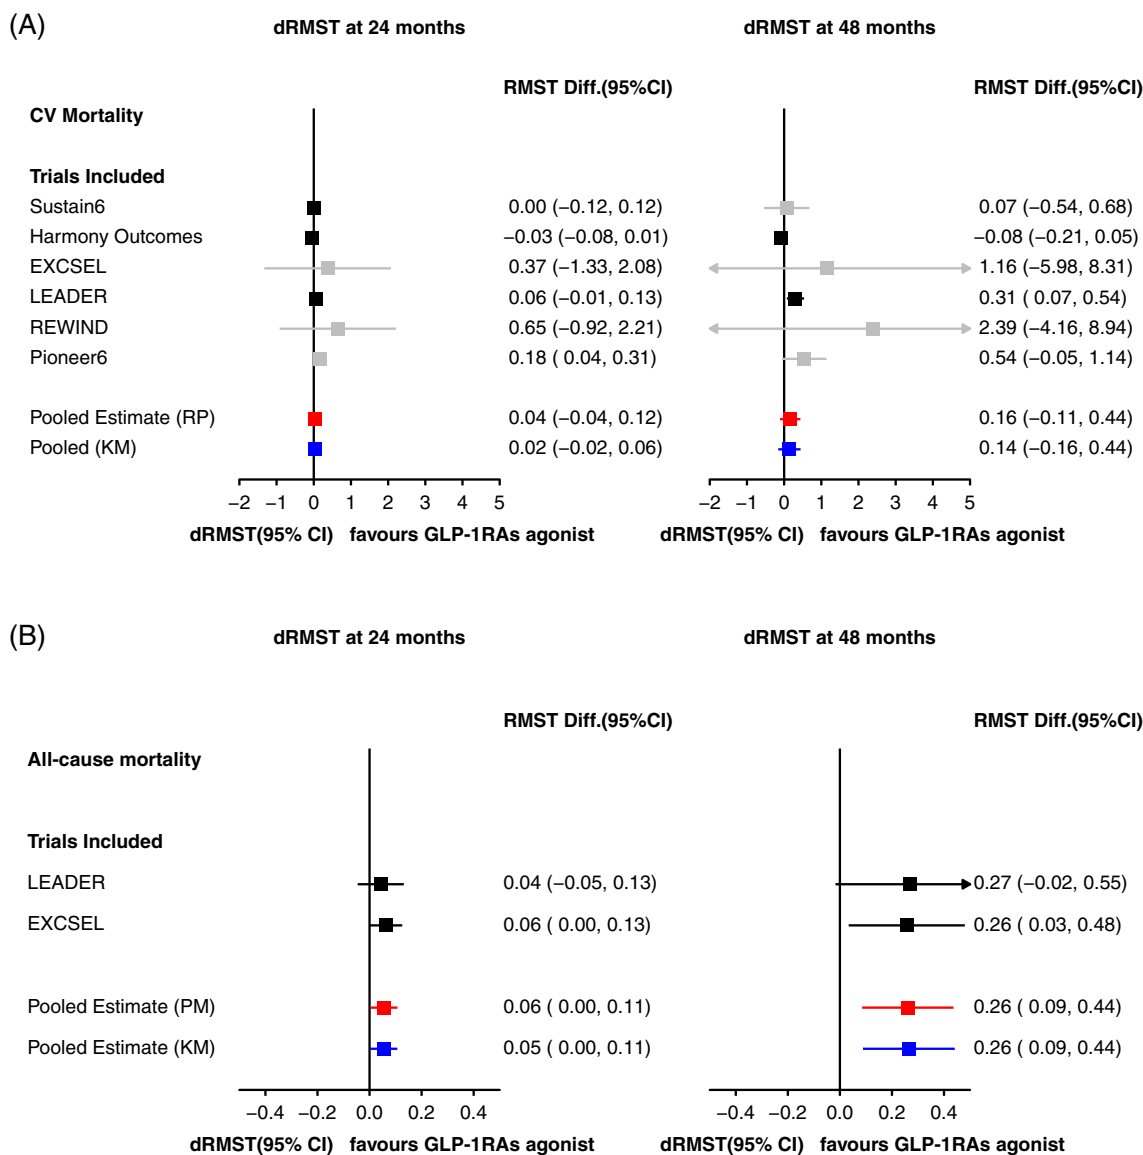 (A)
dRMST at 24 months dRMST at 48 months
RMST Diff.(95%CI) RMST Diff.(95%CI)
CV Mortality
Trials Included
Sustain6 0.00 (−0.12, 0.12) 0.07 (−0.54, 0.68)
Harmony Outcomes −0.03 (−0.08, 0.01) −0.08 (−0.21, 0.05)
EXCSEL 0.37 (−1.33, 2.08) 1.16 (−5.98, 8.31)
LEADER 0.06 (−0.01, 0.13) 0.31 ( 0.07, 0.54)
REWIND 0.65 (−0.92, 2.21) 2.39 (−4.16, 8.94)
Pioneer6 0.18 ( 0.04, 0.31) 0.54 (−0.05, 1.14)
Pooled Estimate (RP) 0.04 (−0.04, 0.12) 0.16 (−0.11, 0.44)
Pooled (KM) 0.02 (−0.02, 0.06) 0.14 (−0.16, 0.44)
−2 −1 0 1 2 3 4 5 −2 −1 0 1 2 3 4 5
dRMST(95% CI) favours GLP−1RAs agonist dRMST(95% CI) favours GLP−1RAs agonist
(B)
dRMST at 24 months dRMST at 48 months
RMST Diff.(95%CI) RMST Diff.(95%CI)
All-cause mortality
Trials Included
LEADER 0.04 (−0.05, 0.13) 0.27 (−0.02, 0.55)
EXCSEL 0.06 ( 0.00, 0.13) 0.26 ( 0.03, 0.48)
Pooled Estimate (PM) 0.06 ( 0.00, 0.11) 0.26 ( 0.09, 0.44)
Pooled Estimate (KM) 0.05 ( 0.00, 0.11) 0.26 ( 0.09, 0.44)
−0.4 −0.2 0.0 0.2 0.4 −0.4 −0.2 0.0 0.2 0.4
dRMST(95% CI) favours GLP−1RAs agonist dRMST(95% CI) favours GLP−1RAs agonist